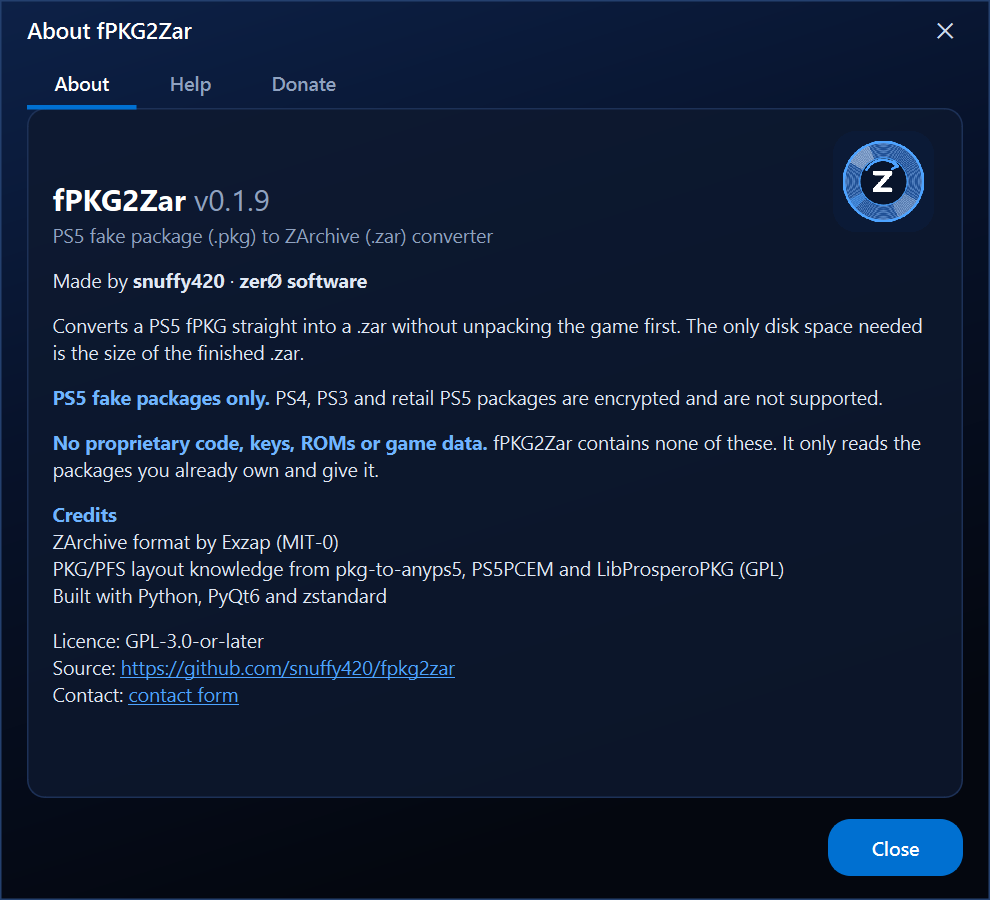 About fPKG2Zar
About
Help
Donate
Z
fPKG2Zar v0.1.9
PS5 fake package (.pkg) to ZArchive (.zar) converter
Made by snuffy420 · zerØ software
Converts a PS5 fPKG straight into a .zar without unpacking the game first. The only disk space needed
is the size of the finished .zar.
PS5 fake packages only. PS4, PS3 and retail PS5 packages are encrypted and are not supported.
No proprietary code, keys, ROMs or game data. fPKG2Zar contains none of these. It only reads the
packages you already own and give it.
Credits
ZArchive format by Exzap (MIT-0)
PKG/PFS layout knowledge from pkg-to-anyps5, PS5PCEM and LibProsperoPKG (GPL)
Built with Python, PyQt6 and zstandard
Licence: GPL-3.0-or-later
Source: https://github.com/snuffy420/fpkg2zar
Contact: contact form
Close